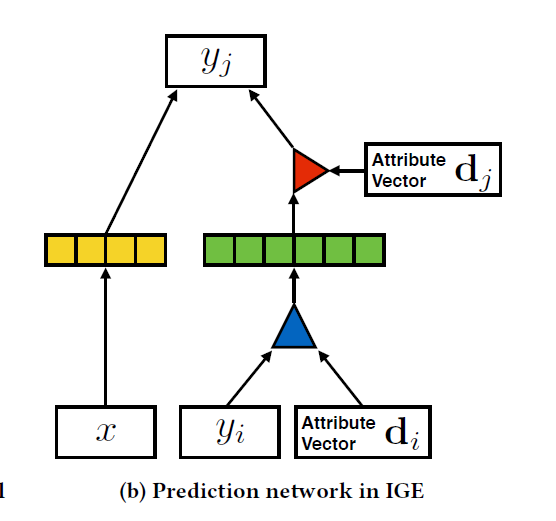 y_j
Attribute
Vector d_j
x
y_i
Attribute
Vector d_i
(b) Prediction network in IGE